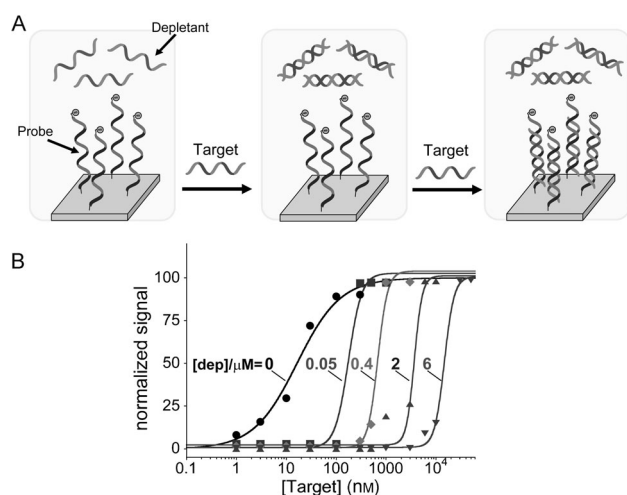 A
Depletant
Probe
Target
Target
B
normalized signal
100
75
50
25
0
[dep]/μM=0
0.05
0.4
2
6
0.1
1
10
100
1000
10⁴
[Target] (nM)